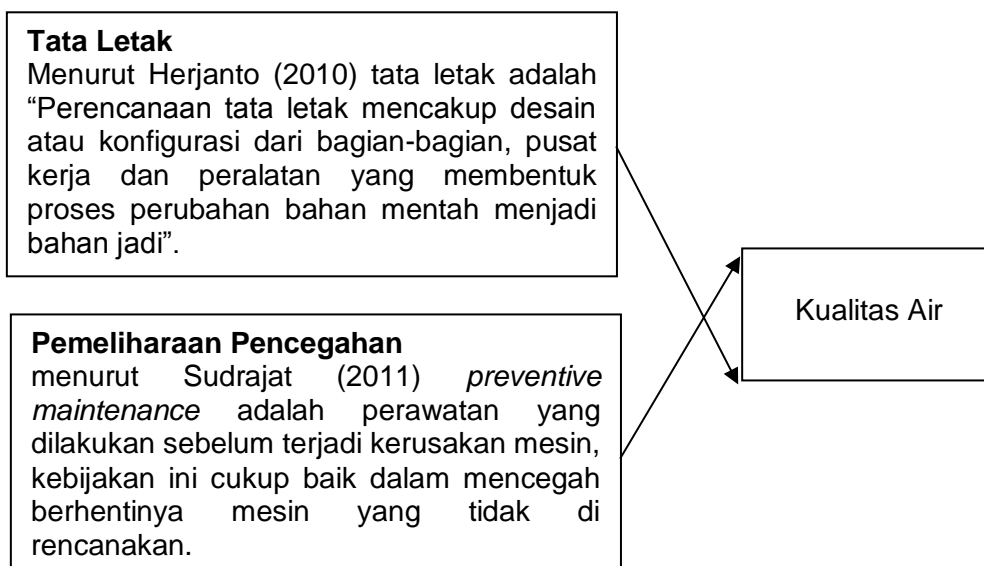 Tata Letak
Menurut Herjanto (2010) tata letak adalah
“Perencanaan tata letak mencakup desain
atau konfigurasi dari bagian-bagian, pusat
kerja dan peralatan yang membentuk
proses perubahan bahan mentah menjadi
bahan jadi”.
Kualitas Air
Pemeliharaan Pencegahan
menurut Sudrajat (2011) preventive
maintenance adalah perawatan yang
dilakukan sebelum terjadi kerusakan mesin,
kebijakan ini cukup baik dalam mencegah
berhentinya mesin yang tidak di
rencanakan.